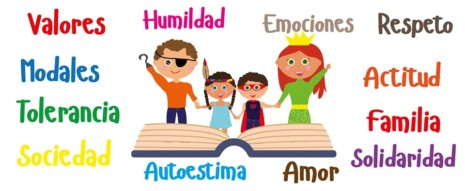 Valores
Humildad
Emociones
Respeto
Modales
Actitud
Tolerancia
Familia
Sociedad
Autoestima
Amor
Solidaridad